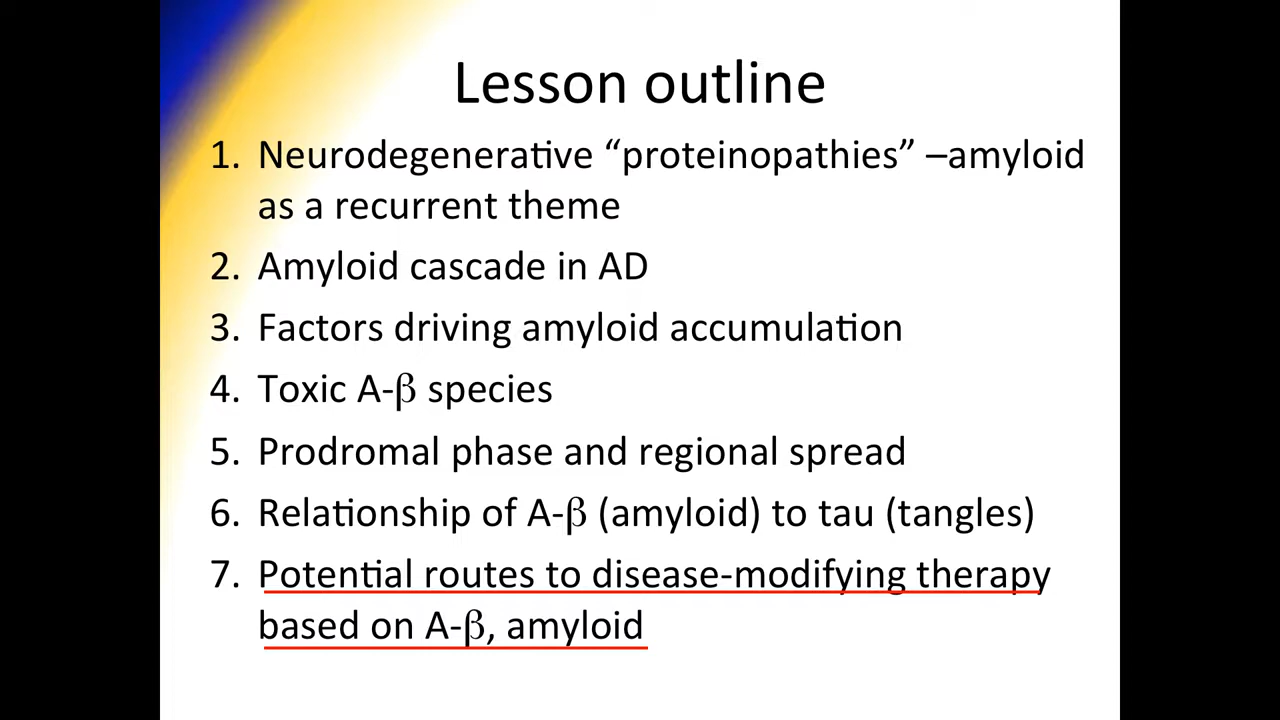 Lesson outline
1. Neurodegenerative “proteinopathies” –amyloid
as a recurrent theme
2. Amyloid cascade in AD
3. Factors driving amyloid accumulation
4. Toxic A-β species
5. Prodromal phase and regional spread
6. Relationship of A-β (amyloid) to tau (tangles)
7. Potential routes to disease-modifying therapy
based on A-β, amyloid